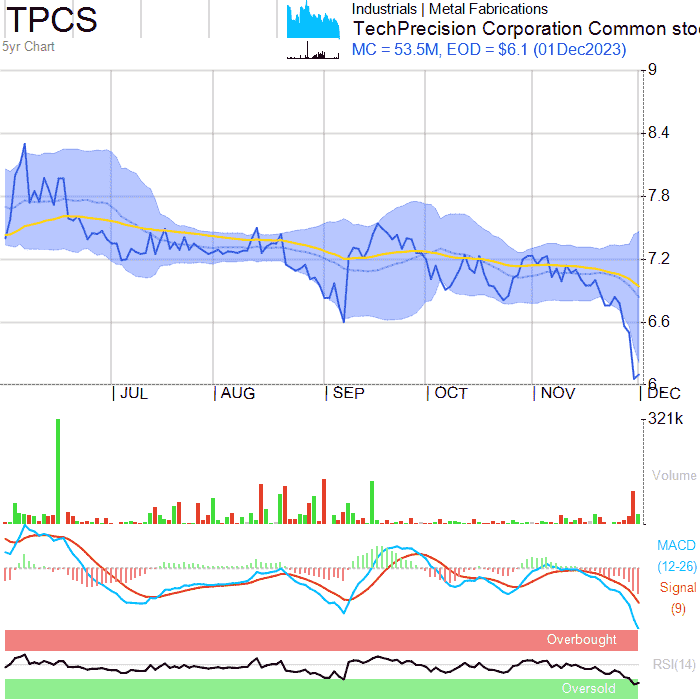 TPCS
5yr Chart
Industrials | Metal Fabrications
TechPrecision Corporation Common sto
MC = 53.5M, EOD = $6.1 (01Dec2023)
9
8.4
7.8
7.2
6.6
6
JUL
AUG
SEP
OCT
NOV
DEC
321k
Volume
MACD
(12-26)
Signal
(9)
Overbought
RSI(14)
Oversold